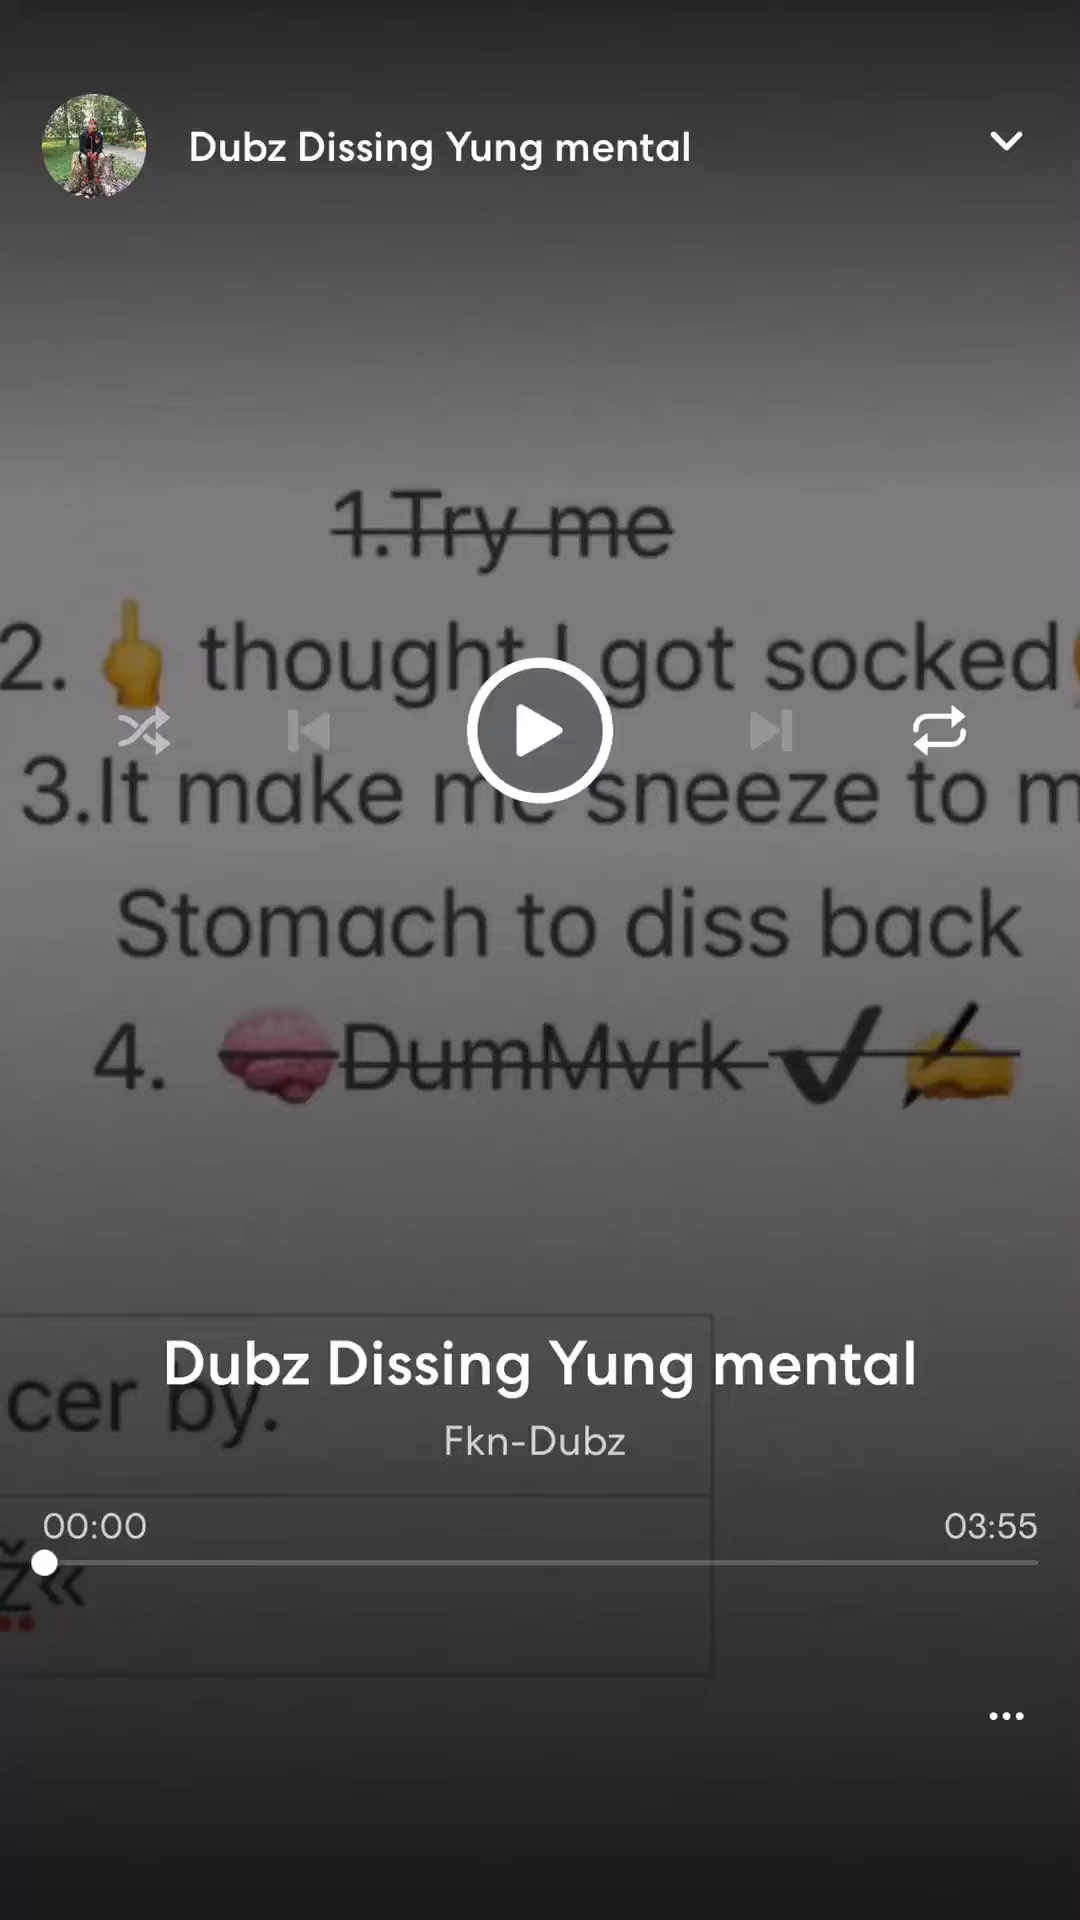 Dubz Dissing Yung mental
1.Try me
2. 🖕 thought I got socked
3.It make me sneeze to m
Stomach to diss back
4. 🧠DumMvrk ✔️ ✍️
cer by.
Dubz Dissing Yung mental
Fkn-Dubz
00:00 03:55
ž«
...